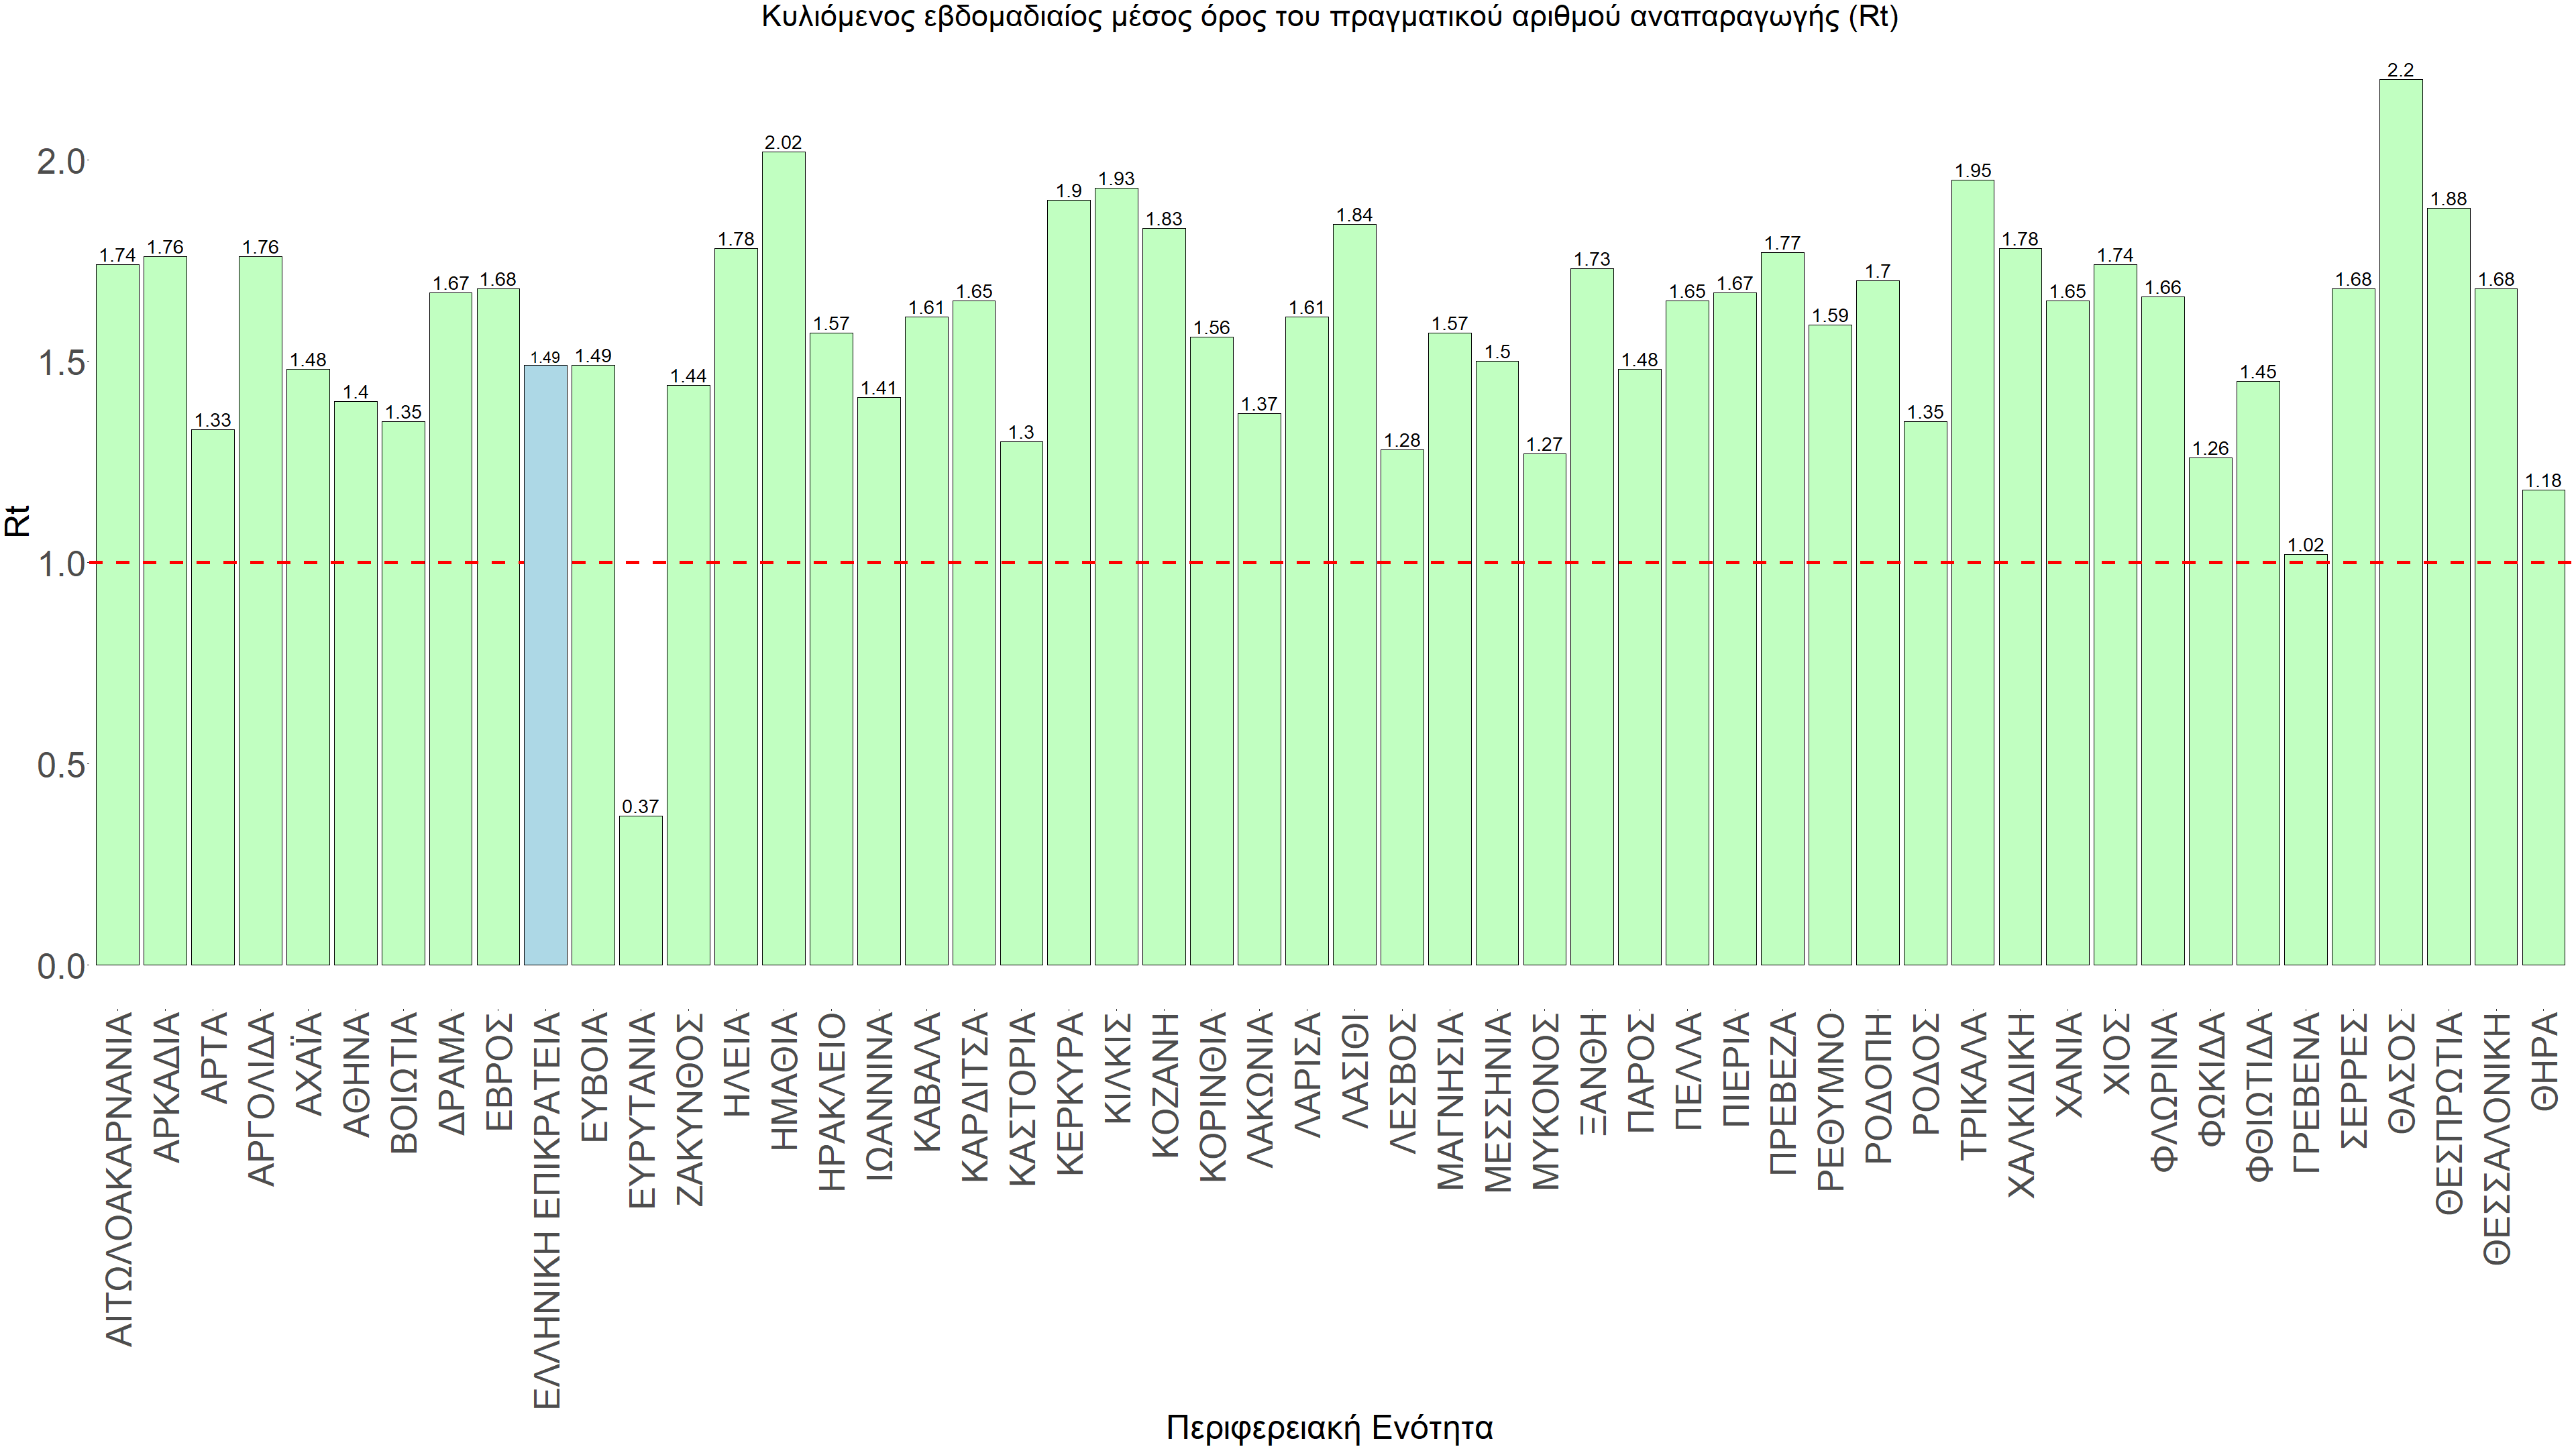 Κυλιόμενος εβδομαδιαίος μέσος όρος του πραγματικού αριθμού αναπαραγωγής (Rt)
Rt
2.0
1.5
1.0
0.5
0.0
1.74
1.76
1.33
1.76
1.48
1.4
1.35
1.67
1.68
1.49
1.49
0.37
1.44
1.78
2.02
1.57
1.41
1.61
1.65
1.3
1.9
1.93
1.83
1.56
1.37
1.61
1.84
1.28
1.57
1.5
1.27
1.73
1.48
1.65
1.67
1.77
1.59
1.7
1.35
1.95
1.78
1.65
1.74
1.66
1.26
1.45
1.02
1.68
2.2
1.88
1.68
1.18
ΑΙΤΩΛΟΑΚΑΡΝΑΝΙΑ
ΑΡΚΑΔΙΑ
ΑΡΤΑ
ΑΡΓΟΛΙΔΑ
ΑΧΑΪΑ
ΑΘΗΝΑ
ΒΟΙΩΤΙΑ
ΔΡΑΜΑ
ΕΒΡΟΣ
ΕΛΛΗΝΙΚΗ ΕΠΙΚΡΑΤΕΙΑ
ΕΥΒΟΙΑ
ΕΥΡΥΤΑΝΙΑ
ΖΑΚΥΝΘΟΣ
ΗΛΕΙΑ
ΗΜΑΘΙΑ
ΗΡΑΚΛΕΙΟ
ΙΩΑΝΝΙΝΑ
ΚΑΒΑΛΑ
ΚΑΡΔΙΤΣΑ
ΚΑΣΤΟΡΙΑ
ΚΕΡΚΥΡΑ
ΚΙΛΚΙΣ
ΚΟΖΑΝΗ
ΚΟΡΙΝΘΙΑ
ΛΑΚΩΝΙΑ
ΛΑΡΙΣΑ
ΛΑΣΙΘΙ
ΛΕΣΒΟΣ
ΜΑΓΝΗΣΙΑ
ΜΕΣΣΗΝΙΑ
ΜΥΚΟΝΟΣ
ΞΑΝΘΗ
ΠΑΡΟΣ
ΠΕΛΛΑ
ΠΙΕΡΙΑ
ΠΡΕΒΕΖΑ
ΡΕΘΥΜΝΟ
ΡΟΔΟΠΗ
ΡΟΔΟΣ
ΤΡΙΚΑΛΑ
ΧΑΛΚΙΔΙΚΗ
ΧΑΝΙΑ
ΧΙΟΣ
ΦΛΩΡΙΝΑ
ΦΩΚΙΔΑ
ΦΘΙΩΤΙΔΑ
ΓΡΕΒΕΝΑ
ΣΕΡΡΕΣ
ΘΑΣΟΣ
ΘΕΣΠΡΩΤΙΑ
ΘΕΣΣΑΛΟΝΙΚΗ
ΘΗΡΑ
Περιφερειακή Ενότητα